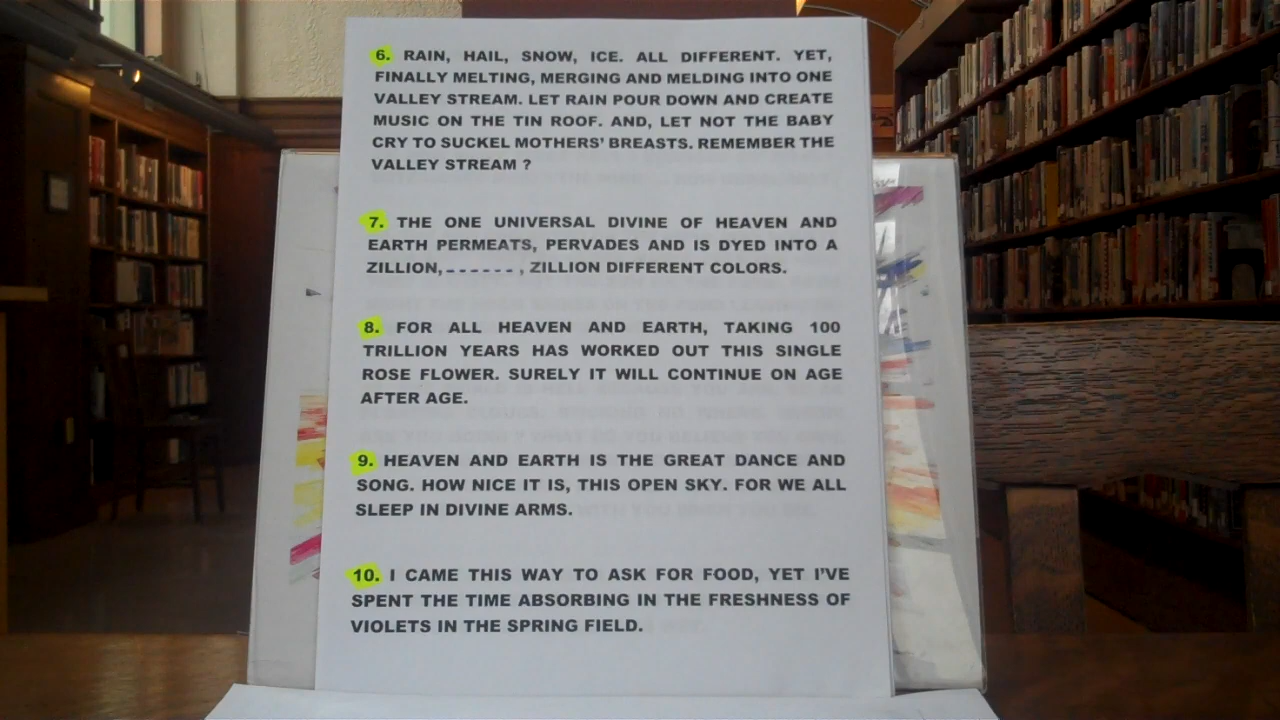 6. RAIN, HAIL, SNOW, ICE. ALL DIFFERENT. YET,
FINALLY MELTING, MERGING AND MELDING INTO ONE
VALLEY STREAM. LET RAIN POUR DOWN AND CREATE
MUSIC ON THE TIN ROOF. AND, LET NOT THE BABY
CRY TO SUCKEL MOTHERS' BREASTS. REMEMBER THE
VALLEY STREAM ?
7. THE ONE UNIVERSAL DIVINE OF HEAVEN AND
EARTH PERMEATS, PERVADES AND IS DYED INTO A
ZILLION, - - - - - - , ZILLION DIFFERENT COLORS.
8. FOR ALL HEAVEN AND EARTH, TAKING 100
TRILLION YEARS HAS WORKED OUT THIS SINGLE
ROSE FLOWER. SURELY IT WILL CONTINUE ON AGE
AFTER AGE.
9. HEAVEN AND EARTH IS THE GREAT DANCE AND
SONG. HOW NICE IT IS, THIS OPEN SKY. FOR WE ALL
SLEEP IN DIVINE ARMS.
10. I CAME THIS WAY TO ASK FOR FOOD, YET I'VE
SPENT THE TIME ABSORBING IN THE FRESHNESS OF
VIOLETS IN THE SPRING FIELD.